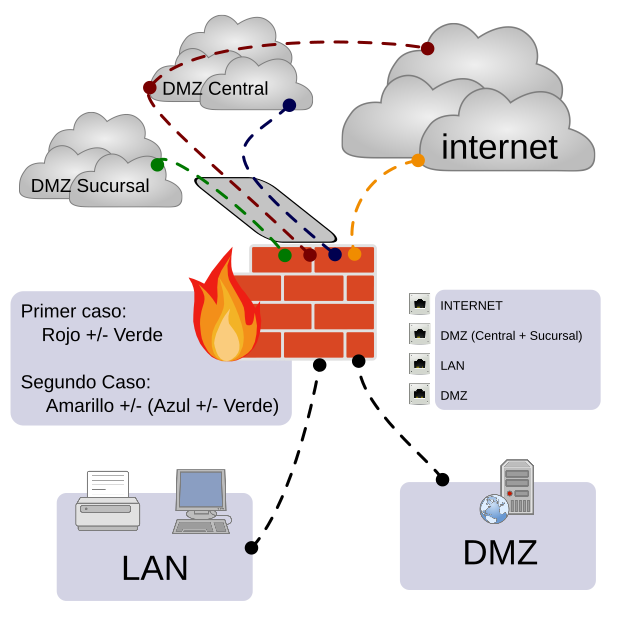 DMZ Central
internet
DMZ Sucursal
Primer caso:
Rojo +/- Verde
Segundo Caso:
Amarillo +/- (Azul +/- Verde)
INTERNET
DMZ (Central + Sucursal)
LAN
DMZ
LAN
DMZ